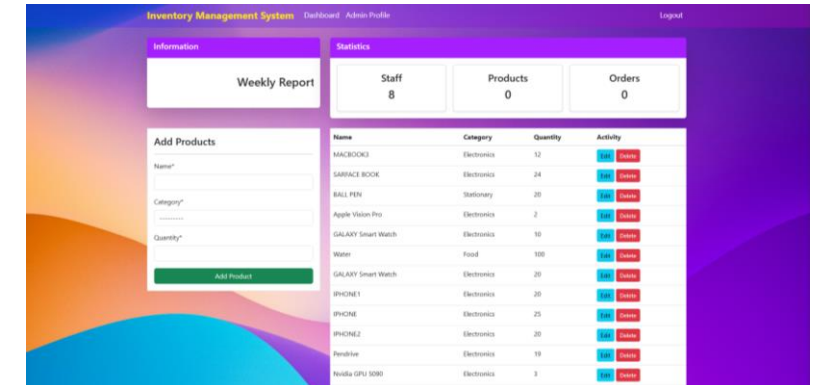 Inventory Management System Dashboard Admin Profile Logout
Information
Weekly Report
Statistics
Staff
8
Products
0
Orders
0
Add Products
Name*
Category*
---------
Quantity*
Add Product
Name Category Quantity Activity
MACBOOK3 Electronics 12 Edit Delete
SARFACE BOOK Electronics 24 Edit Delete
BALL PEN Stationary 20 Edit Delete
Apple Vision Pro Electronics 2 Edit Delete
GALAXY Smart Watch Electronics 10 Edit Delete
Water Food 100 Edit Delete
GALAXY Smart Watch Electronics 20 Edit Delete
IPHONE1 Electronics 20 Edit Delete
IPHONE Electronics 25 Edit Delete
IPHONE2 Electronics 20 Edit Delete
Pendrive Electronics 19 Edit Delete
Nvidia GPU 5090 Electronics 3 Edit Delete